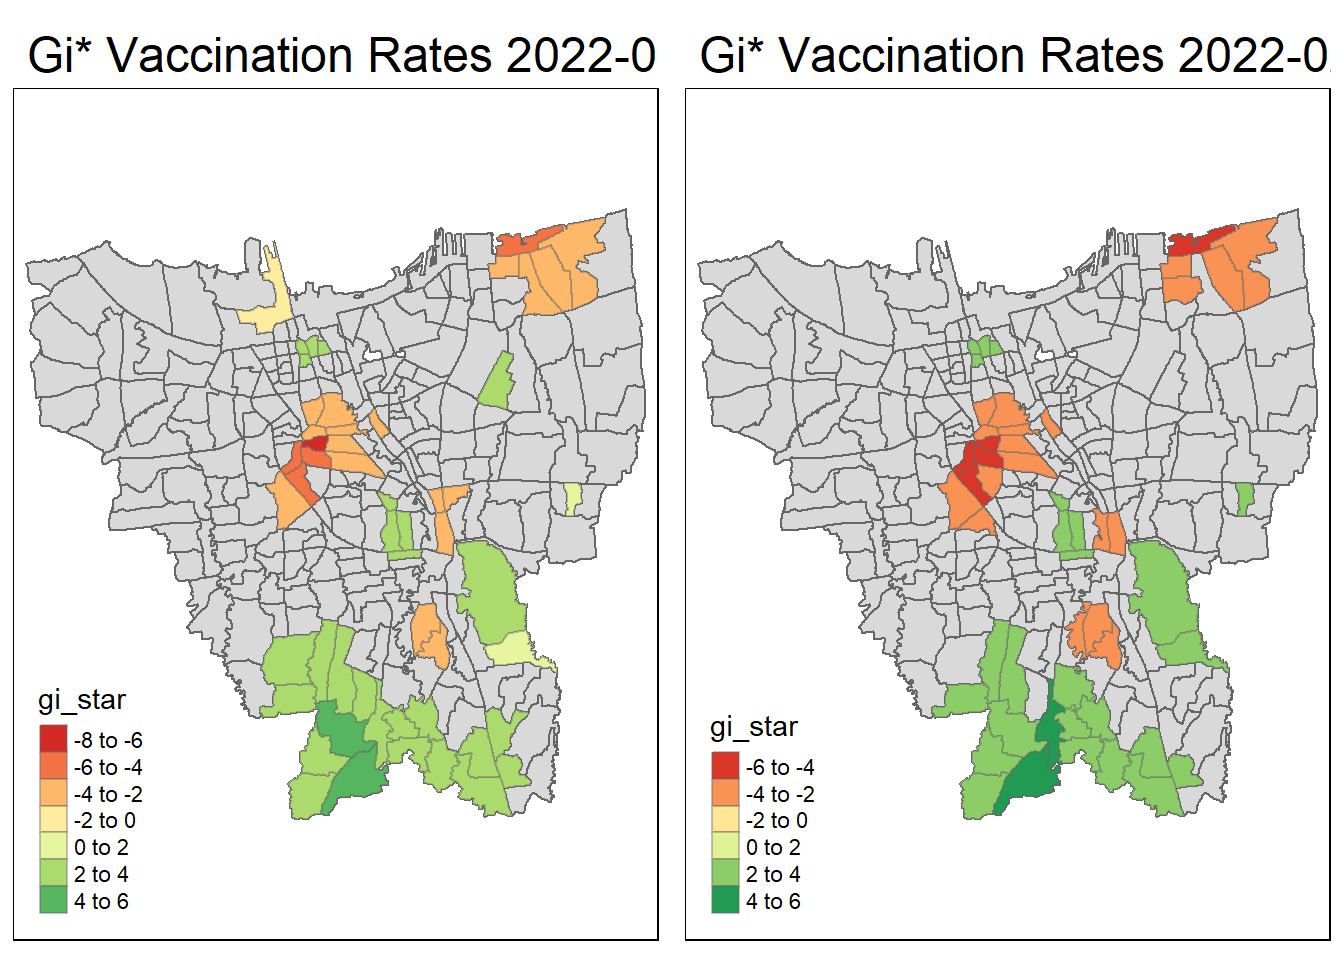 Gi* Vaccination Rates 2022-0
gi_star
-8 to -6
-6 to -4
-4 to -2
-2 to 0
0 to 2
2 to 4
4 to 6
Gi* Vaccination Rates 2022-0
gi_star
-6 to -4
-4 to -2
-2 to 0
0 to 2
2 to 4
4 to 6